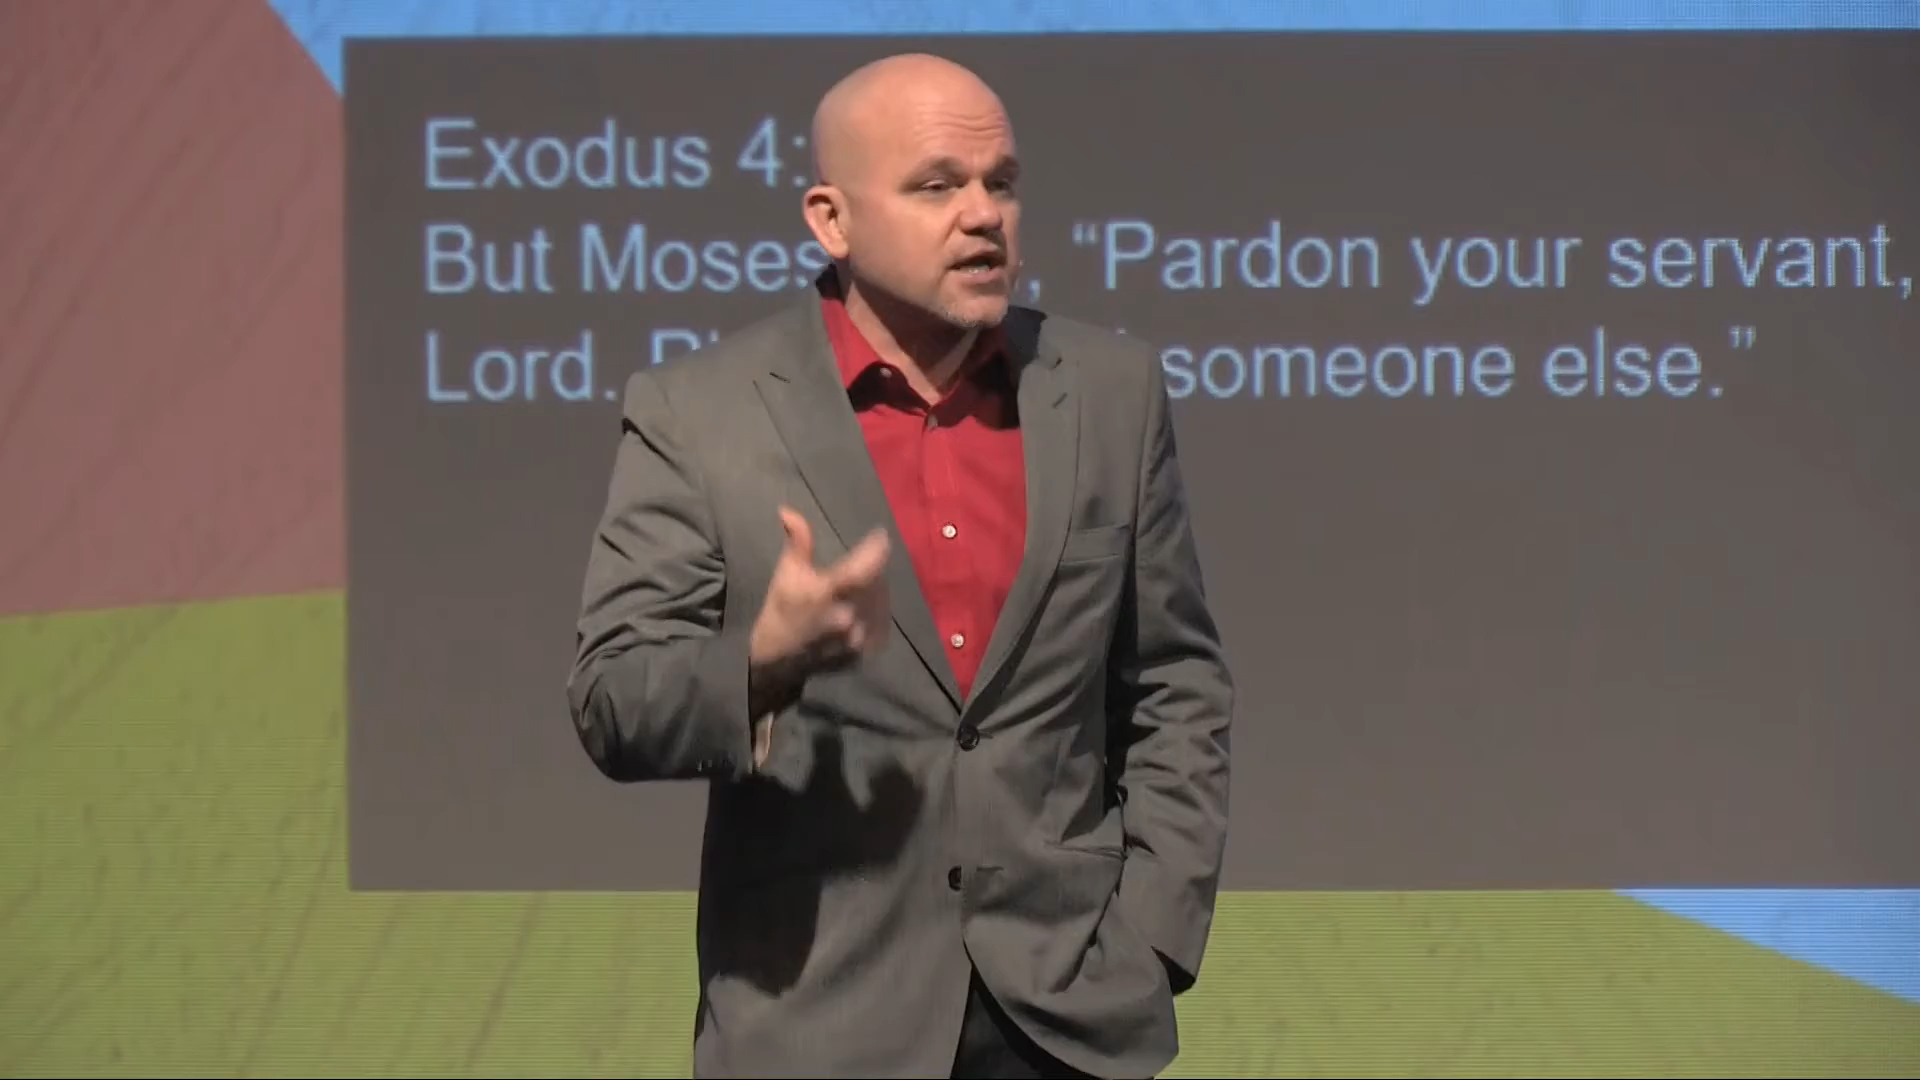 Exodus 4:
But Moses , “Pardon your servant,
Lord. someone else.”